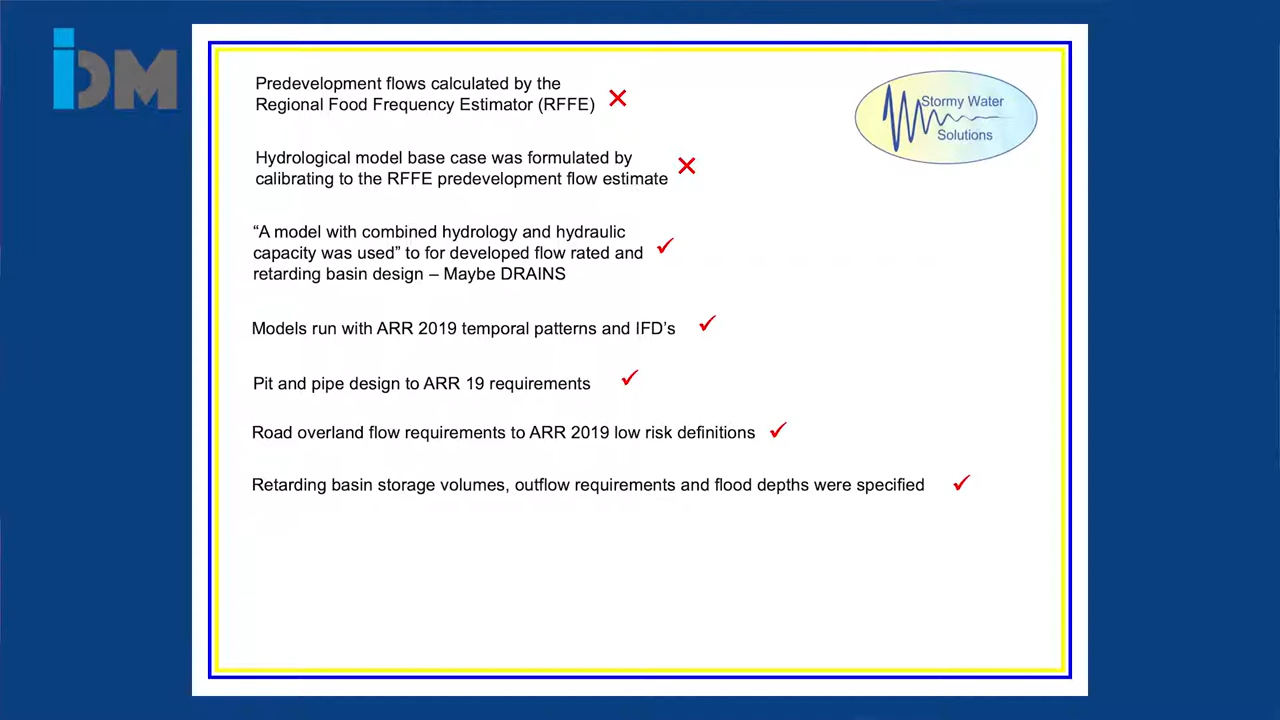 iDM
Predevelopment flows calculated by the
Regional Food Frequency Estimator (RFFE)
Stormy Water
Solutions
Hydrological model base case was formulated by
calibrating to the RFFE predevelopment flow estimate
“A model with combined hydrology and hydraulic
capacity was used” to for developed flow rated and
retarding basin design – Maybe DRAINS
Models run with ARR 2019 temporal patterns and IFD’s
Pit and pipe design to ARR 19 requirements
Road overland flow requirements to ARR 2019 low risk definitions
Retarding basin storage volumes, outflow requirements and flood depths were specified